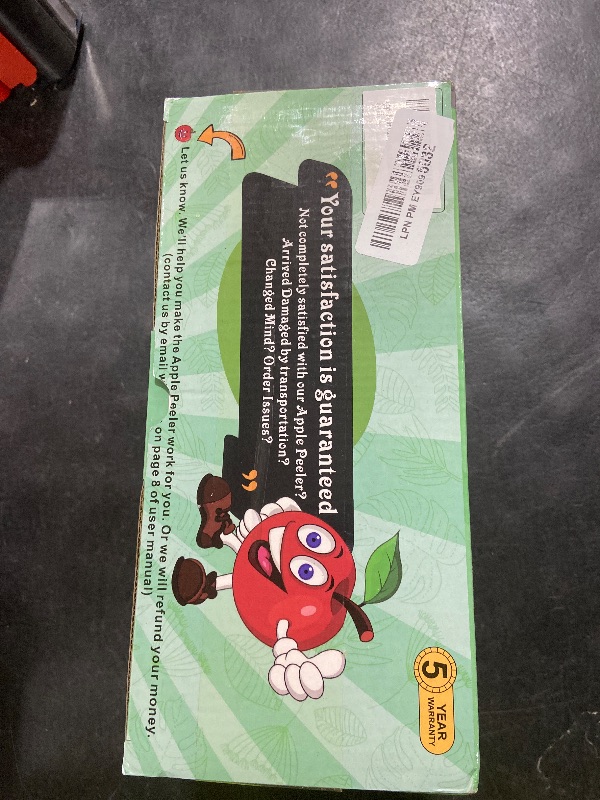 “Your satisfaction is guaranteed
Not completely satisfied with our Apple Peeler?
Arrived Damaged by transportation?
Changed Mind? Order Issues?
”
Let us know. We'll help you make the Apple Peeler work for you. Or we will refund your money.
(contact us by email on page 8 of user manual)
5 YEAR
WARRANTY